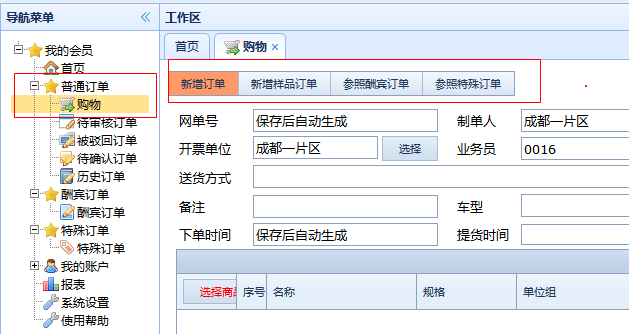 导航菜单
我的会员
首页
普通订单
购物
待审核订单
被驳回订单
待确认订单
历史订单
酬宾订单
酬宾订单
特殊订单
特殊订单
我的账户
报表
系统设置
使用帮助
工作区
首页 购物
新增订单 新增样品订单 参照酬宾订单 参照特殊订单
网单号 保存后自动生成 制单人 成都一片区
开票单位 成都一片区 选择 业务员 0016
送货方式
备注 车型
下单时间 保存后自动生成 提货时间
选择商品 序号 名称 规格 单位组